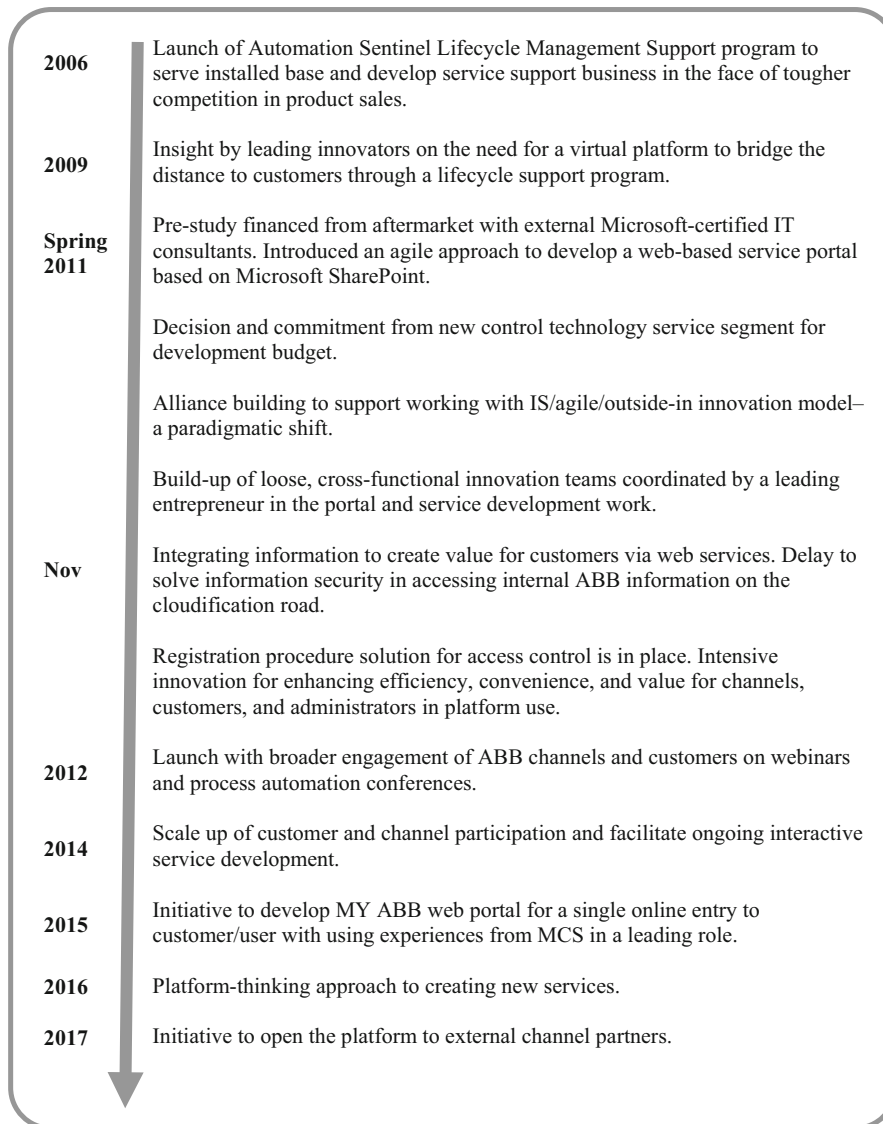 2006
Launch of Automation Sentinel Lifecycle Management Support program to
serve installed base and develop service support business in the face of tougher
competition in product sales.
2009
Insight by leading innovators on the need for a virtual platform to bridge the
distance to customers through a lifecycle support program.
Spring
2011
Pre-study financed from aftermarket with external Microsoft-certified IT
consultants. Introduced an agile approach to develop a web-based service portal
based on Microsoft SharePoint.
Decision and commitment from new control technology service segment for
development budget.
Alliance building to support working with IS/agile/outside-in innovation model–
a paradigmatic shift.
Build-up of loose, cross-functional innovation teams coordinated by a leading
entrepreneur in the portal and service development work.
Nov
Integrating information to create value for customers via web services. Delay to
solve information security in accessing internal ABB information on the
cloudification road.
Registration procedure solution for access control is in place. Intensive
innovation for enhancing efficiency, convenience, and value for channels,
customers, and administrators in platform use.
2012
Launch with broader engagement of ABB channels and customers on webinars
and process automation conferences.
2014
Scale up of customer and channel participation and facilitate ongoing interactive
service development.
2015
Initiative to develop MY ABB web portal for a single online entry to
customer/user with using experiences from MCS in a leading role.
2016
Platform-thinking approach to creating new services.
2017
Initiative to open the platform to external channel partners.